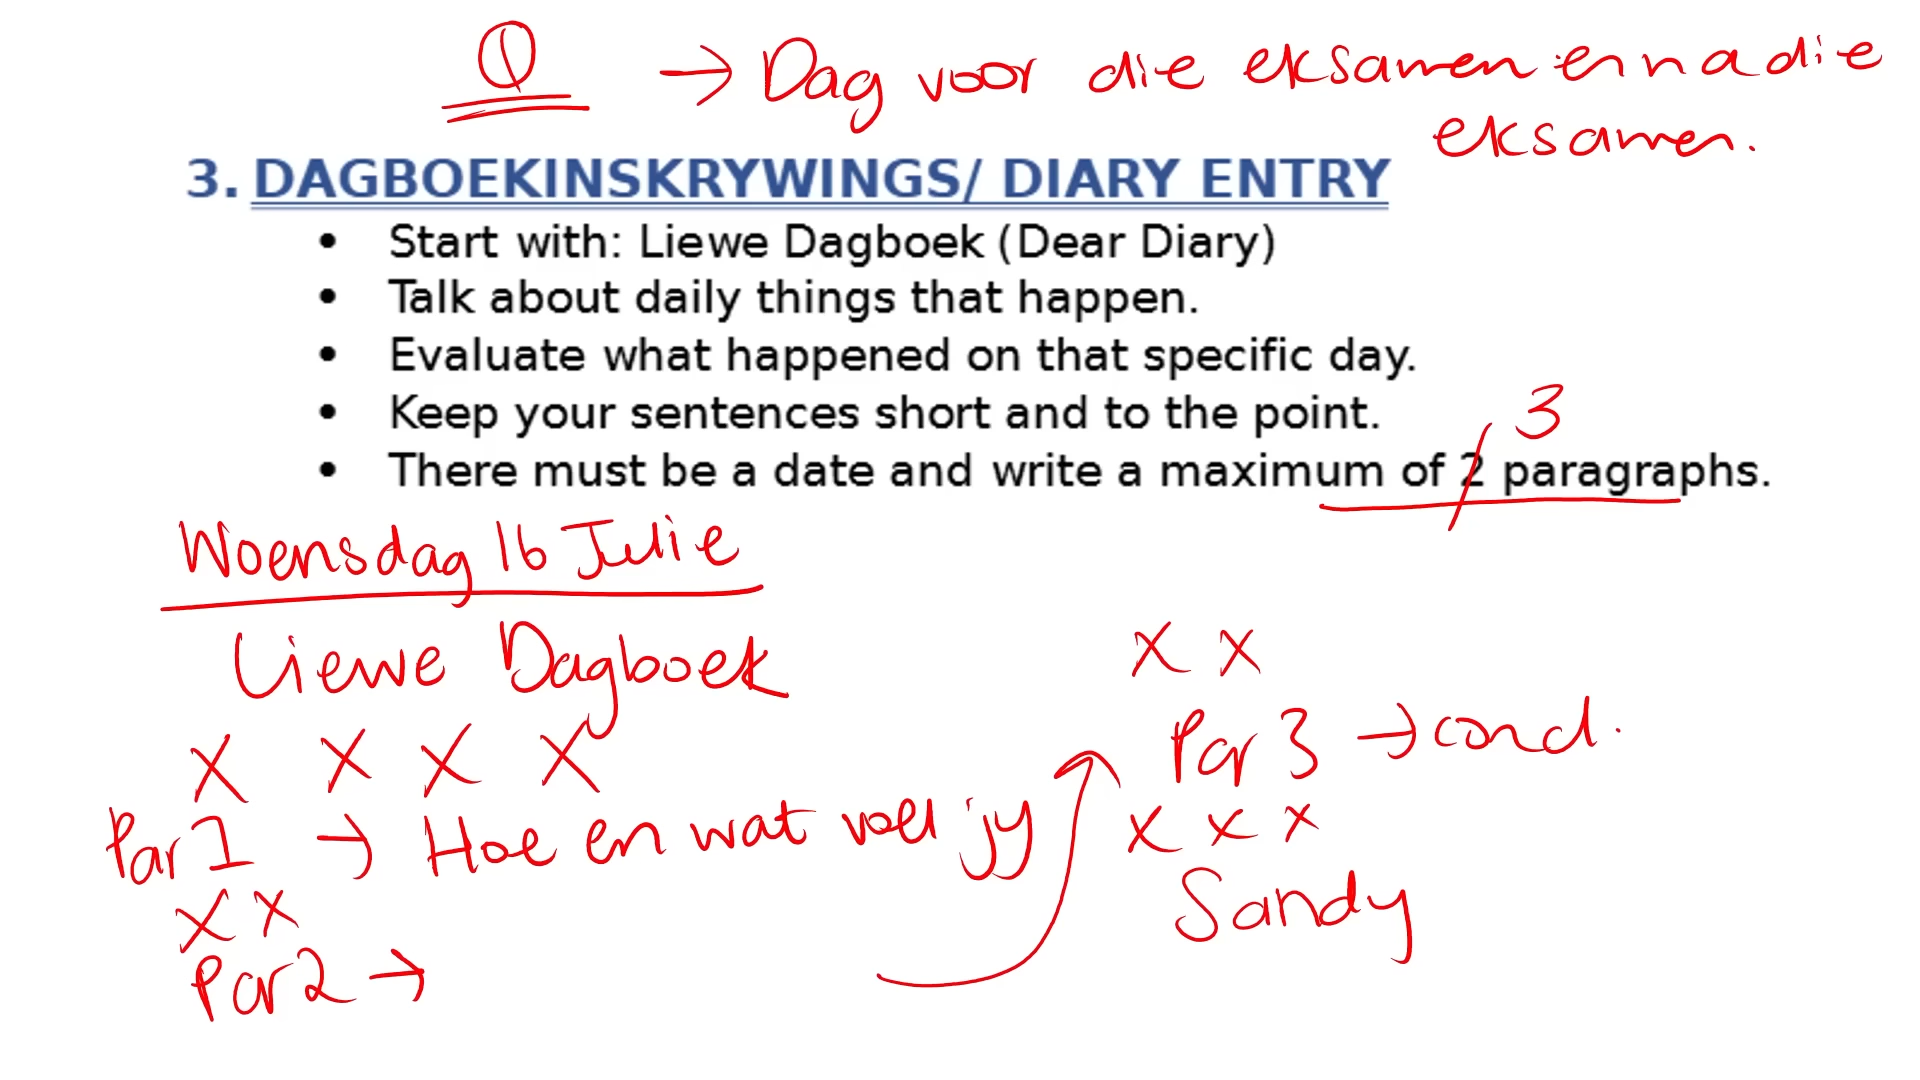 Q → Dag voor die eksamen en na die
eksamen.
3. DAGBOEKINSKRYWINGS/ DIARY ENTRY
• Start with: Liewe Dagboek (Dear Diary)
• Talk about daily things that happen.
• Evaluate what happened on that specific day.
• Keep your sentences short and to the point.
3
• There must be a date and write a maximum of 2 paragraphs.
Woensdag 16 Julie
Liewe Dagboek
X X X X
Par 1 → Hoe en wat voel jy
X X
Par 2 →
X X
Par 3 → concl.
X X X
Sandy